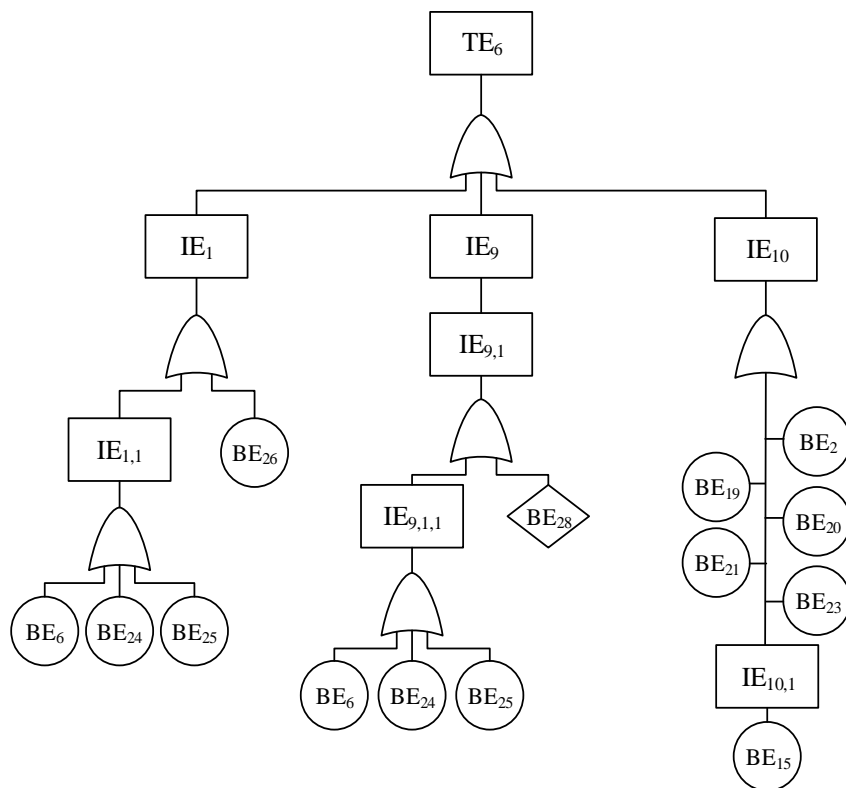 TE₆
IE₁
IE₉
IE₁₀
IE₉,₁
IE₁,₁
BE₂₆
BE₂
BE₁₉
IE₉,₁,₁
BE₂₈
BE₂₀
BE₂₁
BE₆
BE₂₄
BE₂₅
BE₂₃
IE₁₀,₁
BE₆
BE₂₄
BE₂₅
BE₁₅